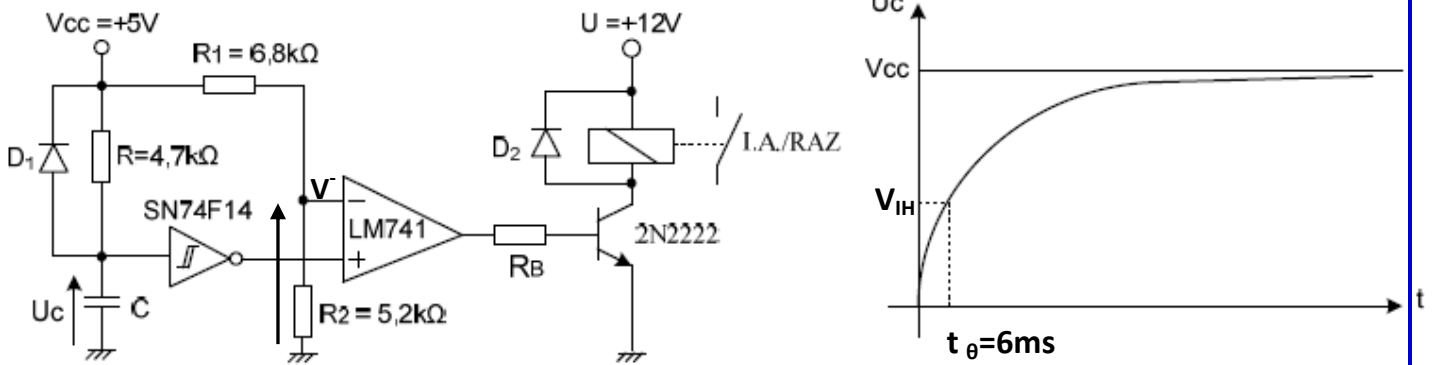 Vcc =+5V
R1 = 6,8kΩ
D1
R=4,7kΩ
SN74F14
Uc
C
V-
LM741
R2 = 5,2kΩ
RB
U =+12V
D2
I.A./RAZ
2N2222
Uc
Vcc
VIH
t
t θ=6ms